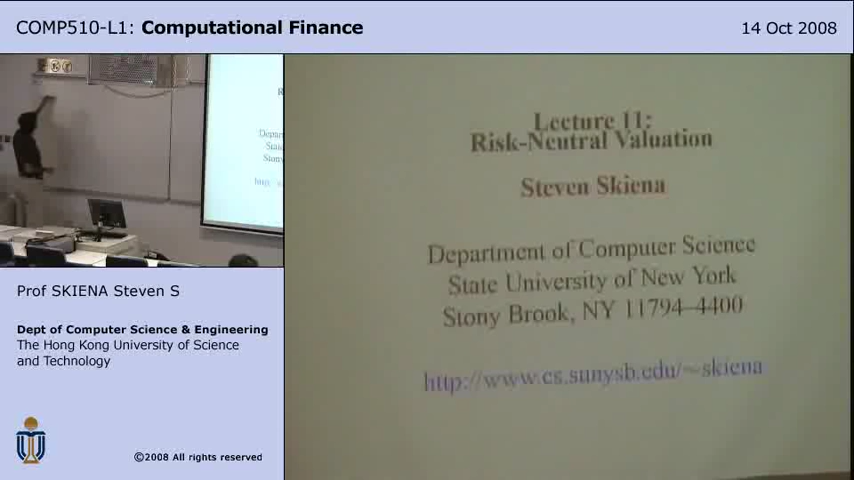 COMP510-L1: Computational Finance
14 Oct 2008
Lecture 11:
Risk-Neutral Valuation
Steven Skiena
Department of Computer Science
State University of New York
Stony Brook, NY 11794–4400
http://www.cs.sunysb.edu/~skiena
Prof SKIENA Steven S
Dept of Computer Science & Engineering
The Hong Kong University of Science
and Technology
©2008 All rights reserved